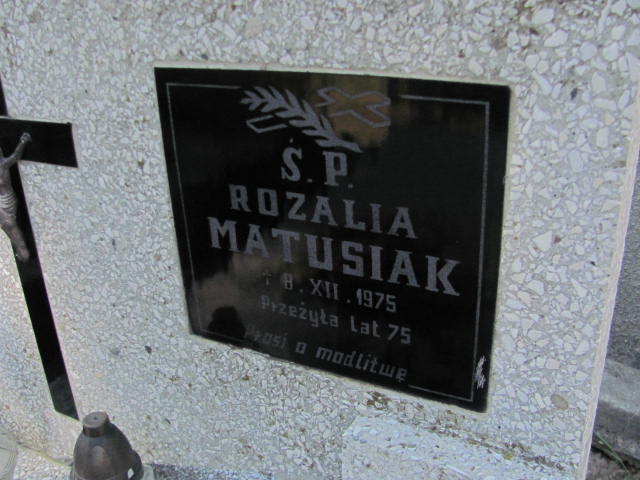 Ś. P.
ROZALIA
MATUSIAK
† 8. XII. 1975
Przeżyła lat 75
Prosi o modlitwę